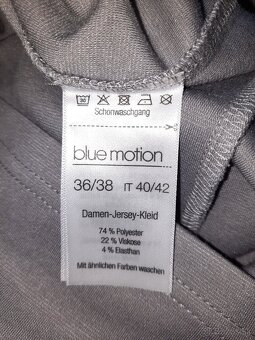 30
Schonwaschgang
blue motion
36/38 IT 40/42
Damen-Jersey-Kleid
74 % Polyester
22 % Viskose
4 % Elasthan
Mit ähnlichen Farben waschen